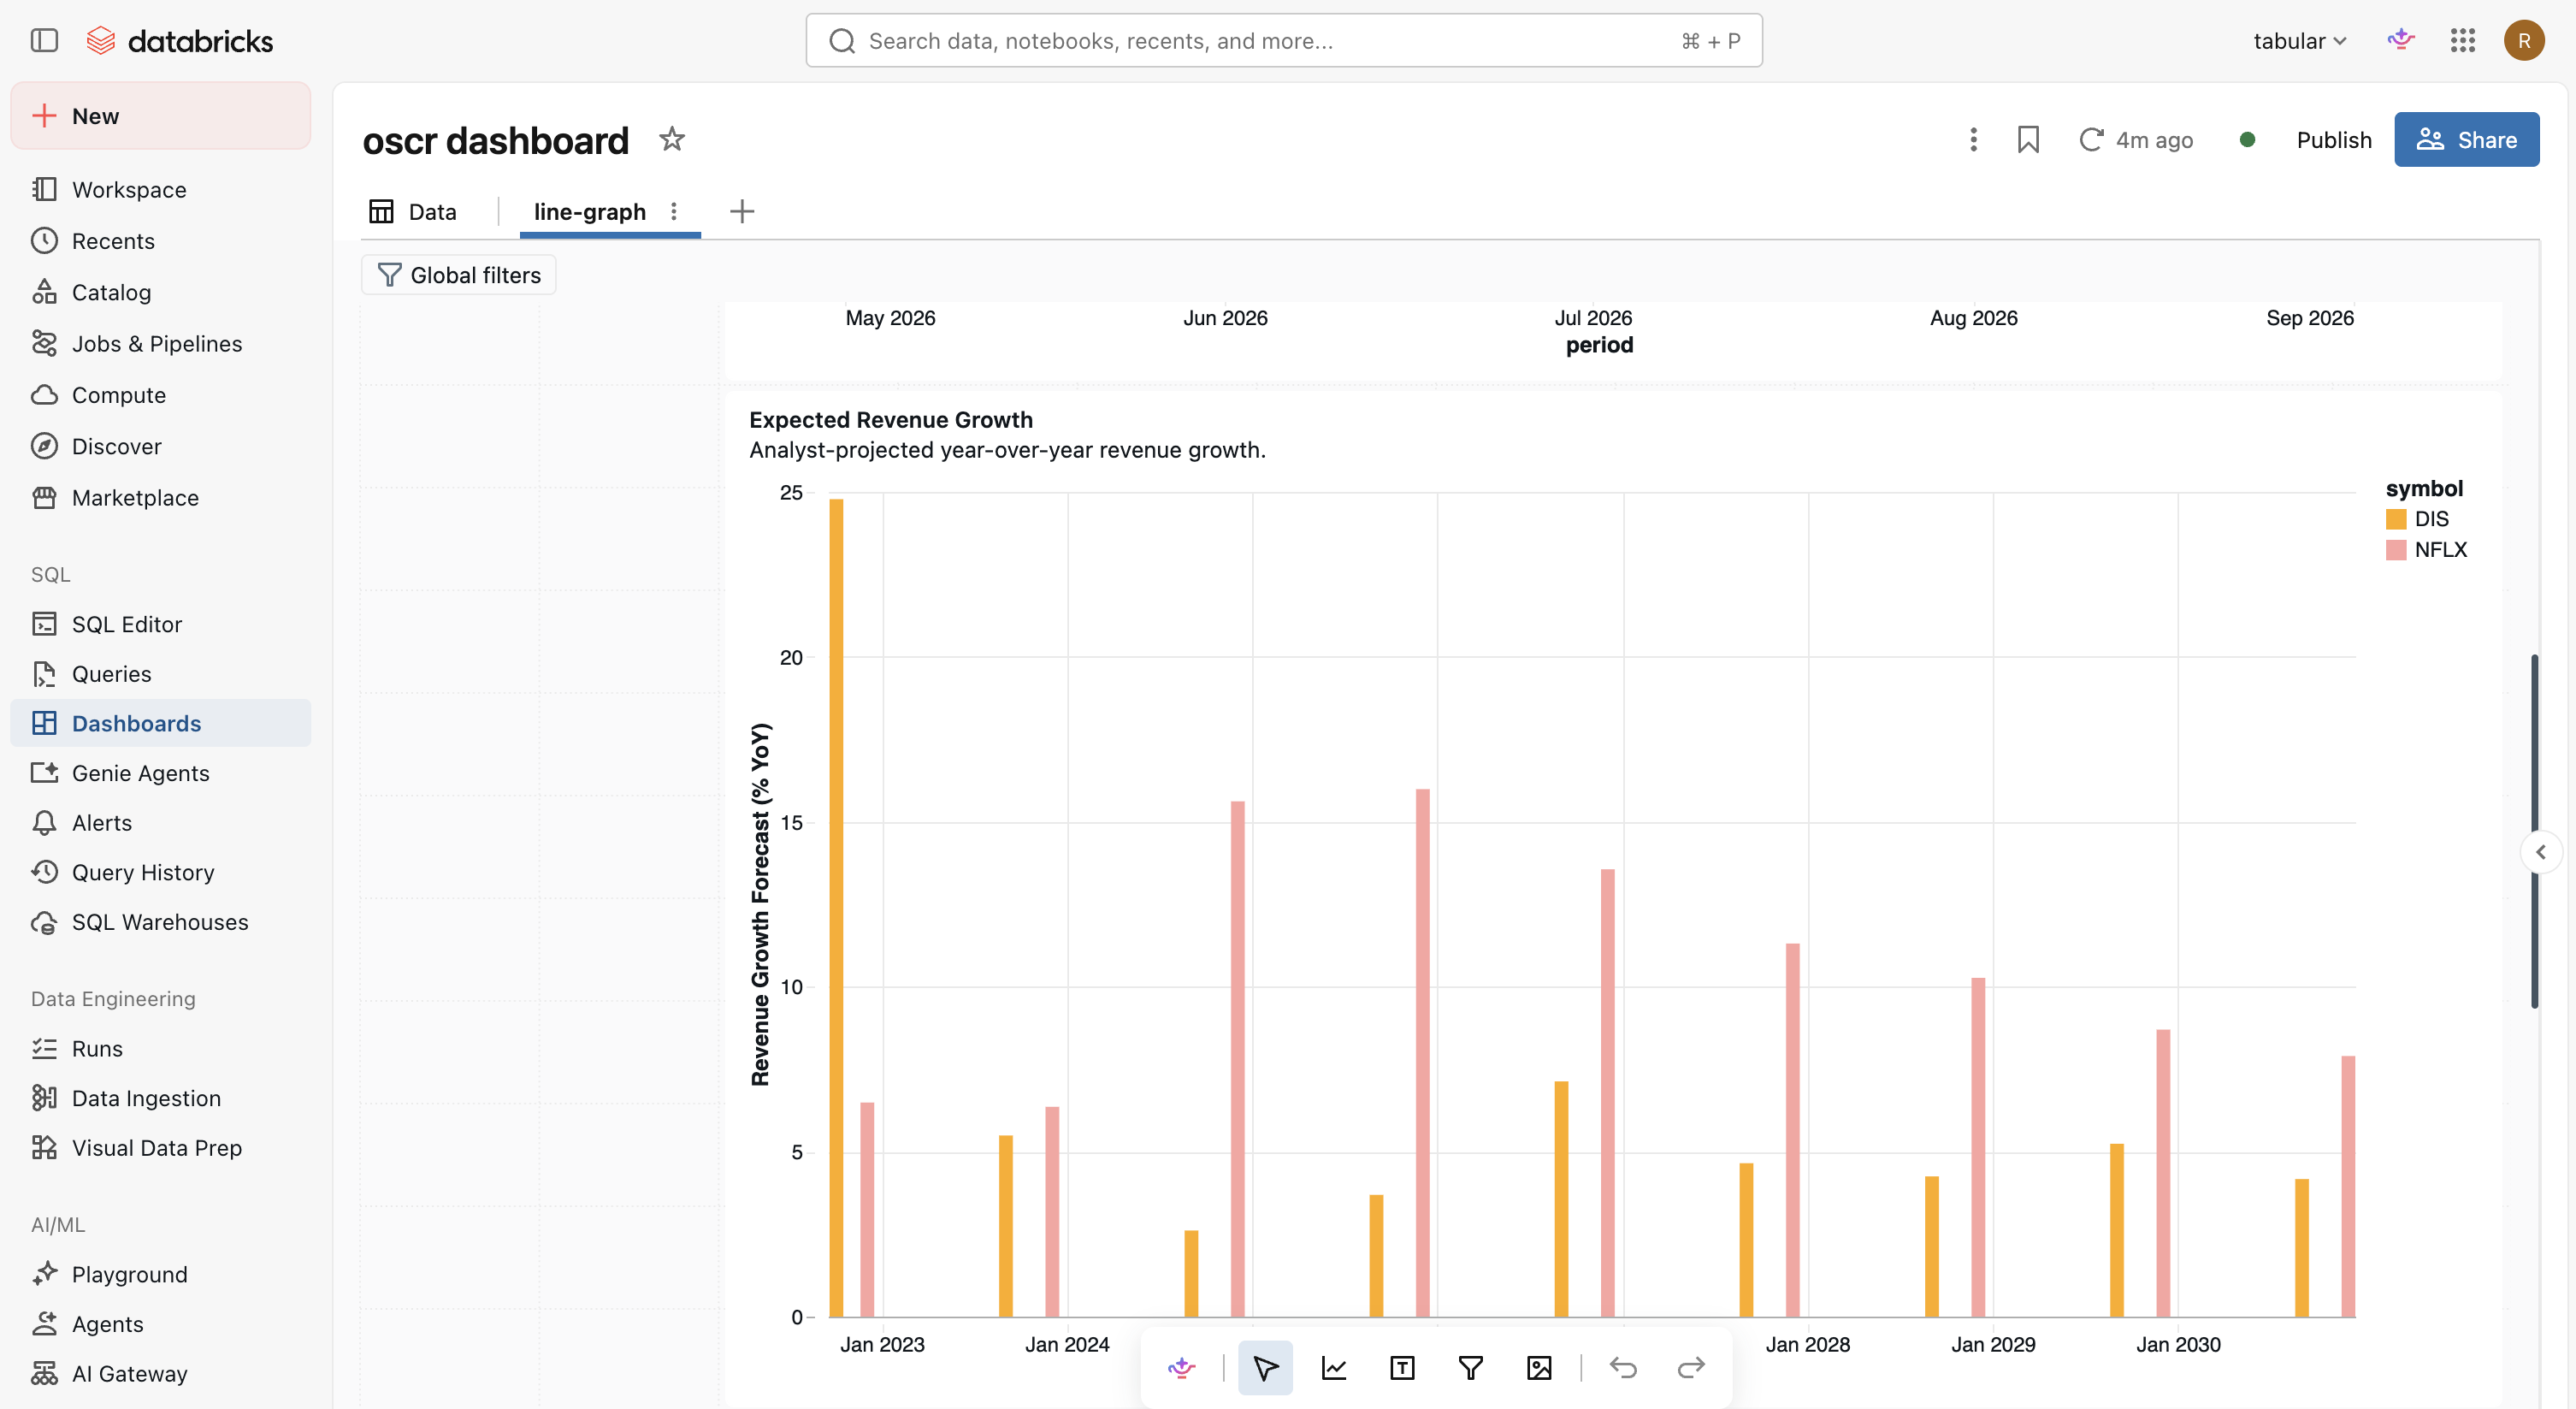 databricks
Search data, notebooks, recents, and more...
⌘ + P
tabular
R
New
Workspace
Recents
Catalog
Jobs & Pipelines
Compute
Discover
Marketplace
SQL
SQL Editor
Queries
Dashboards
Genie Agents
Alerts
Query History
SQL Warehouses
Data Engineering
Runs
Data Ingestion
Visual Data Prep
AI/ML
Playground
Agents
AI Gateway
oscr dashboard
4m ago
Publish
Share
Data
line-graph
Global filters
May 2026
Jun 2026
Jul 2026
Aug 2026
Sep 2026
period
Expected Revenue Growth
Analyst-projected year-over-year revenue growth.
symbol
DIS
NFLX
Revenue Growth Forecast (% YoY)
25
20
15
10
5
0
Jan 2023
Jan 2024
Jan 2028
Jan 2029
Jan 2030